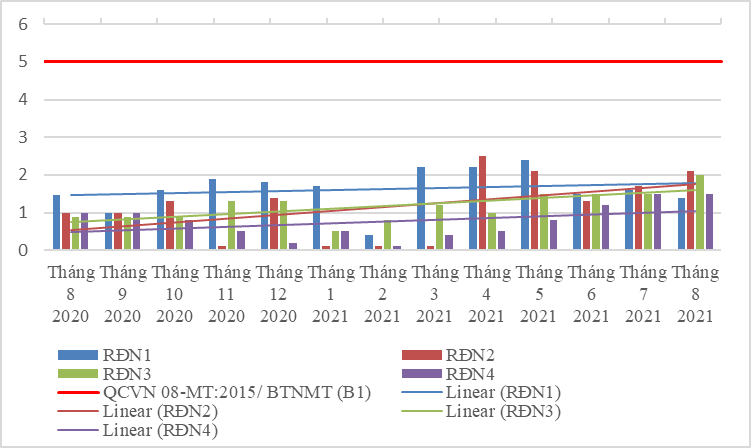 6
5
4
3
2
1
0
Tháng Tháng Tháng Tháng Tháng Tháng Tháng Tháng Tháng Tháng Tháng Tháng Tháng
8 9 10 11 12 1 2 3 4 5 6 7 8
2020 2020 2020 2020 2020 2021 2021 2021 2021 2021 2021 2021 2021
RĐN1 RĐN2
RĐN3 RĐN4
QCVN 08-MT:2015/ BTNMT (B1) Linear (RĐN1)
Linear (RĐN2) Linear (RĐN3)
Linear (RĐN4)